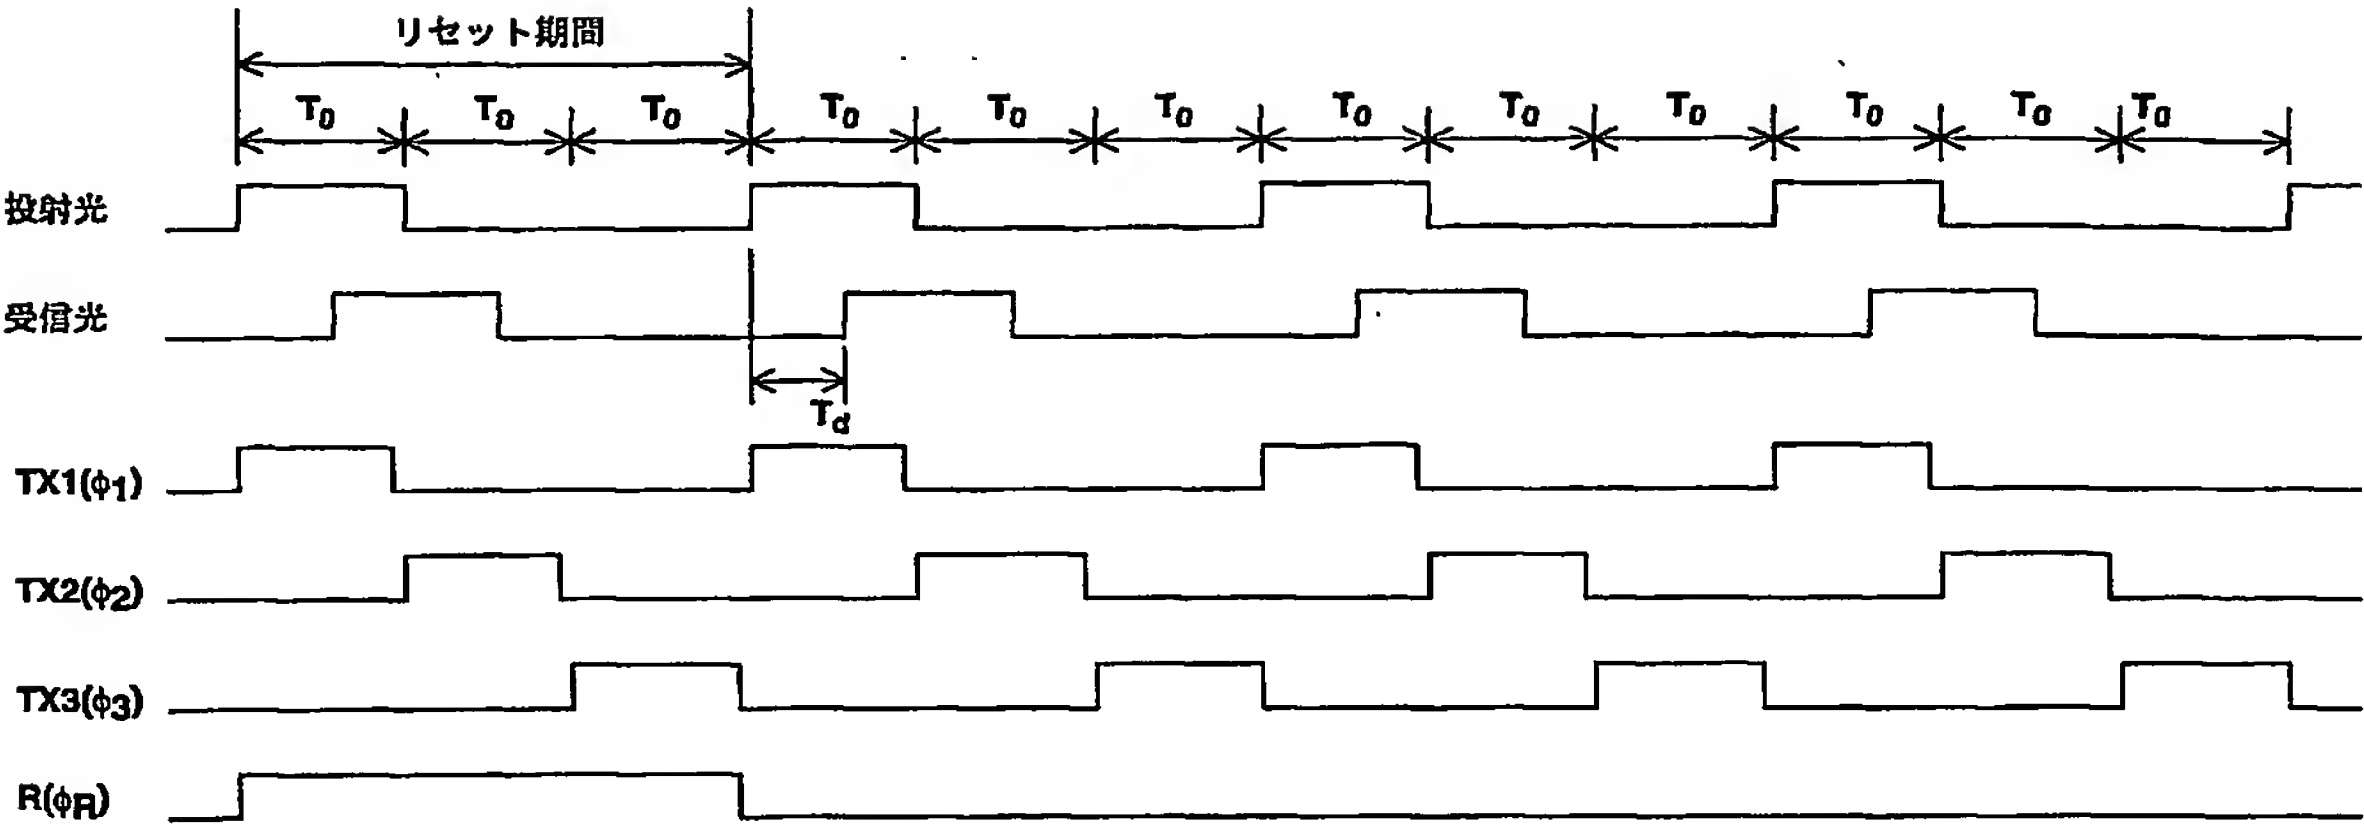 リセット期間
T0 T0 T0 T0 T0 T0 T0 T0 T0 T0 T0 T0
投射光
受信光
Td
TX1(φ1)
TX2(φ2)
TX3(φ3)
R(φR)